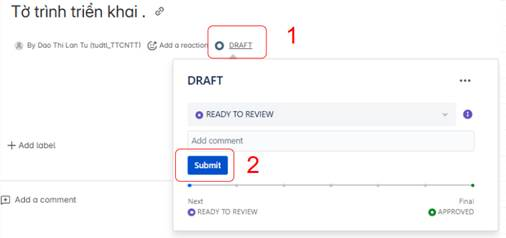 Tờ trình triển khai .
1
By Dao Thi Lan Tu (tudtl_TTCNTT) Add a reaction DRAFT
DRAFT
READY TO REVIEW
Add comment
Add label
Submit
2
Next
Final
READY TO REVIEW
APPROVED
Add a comment